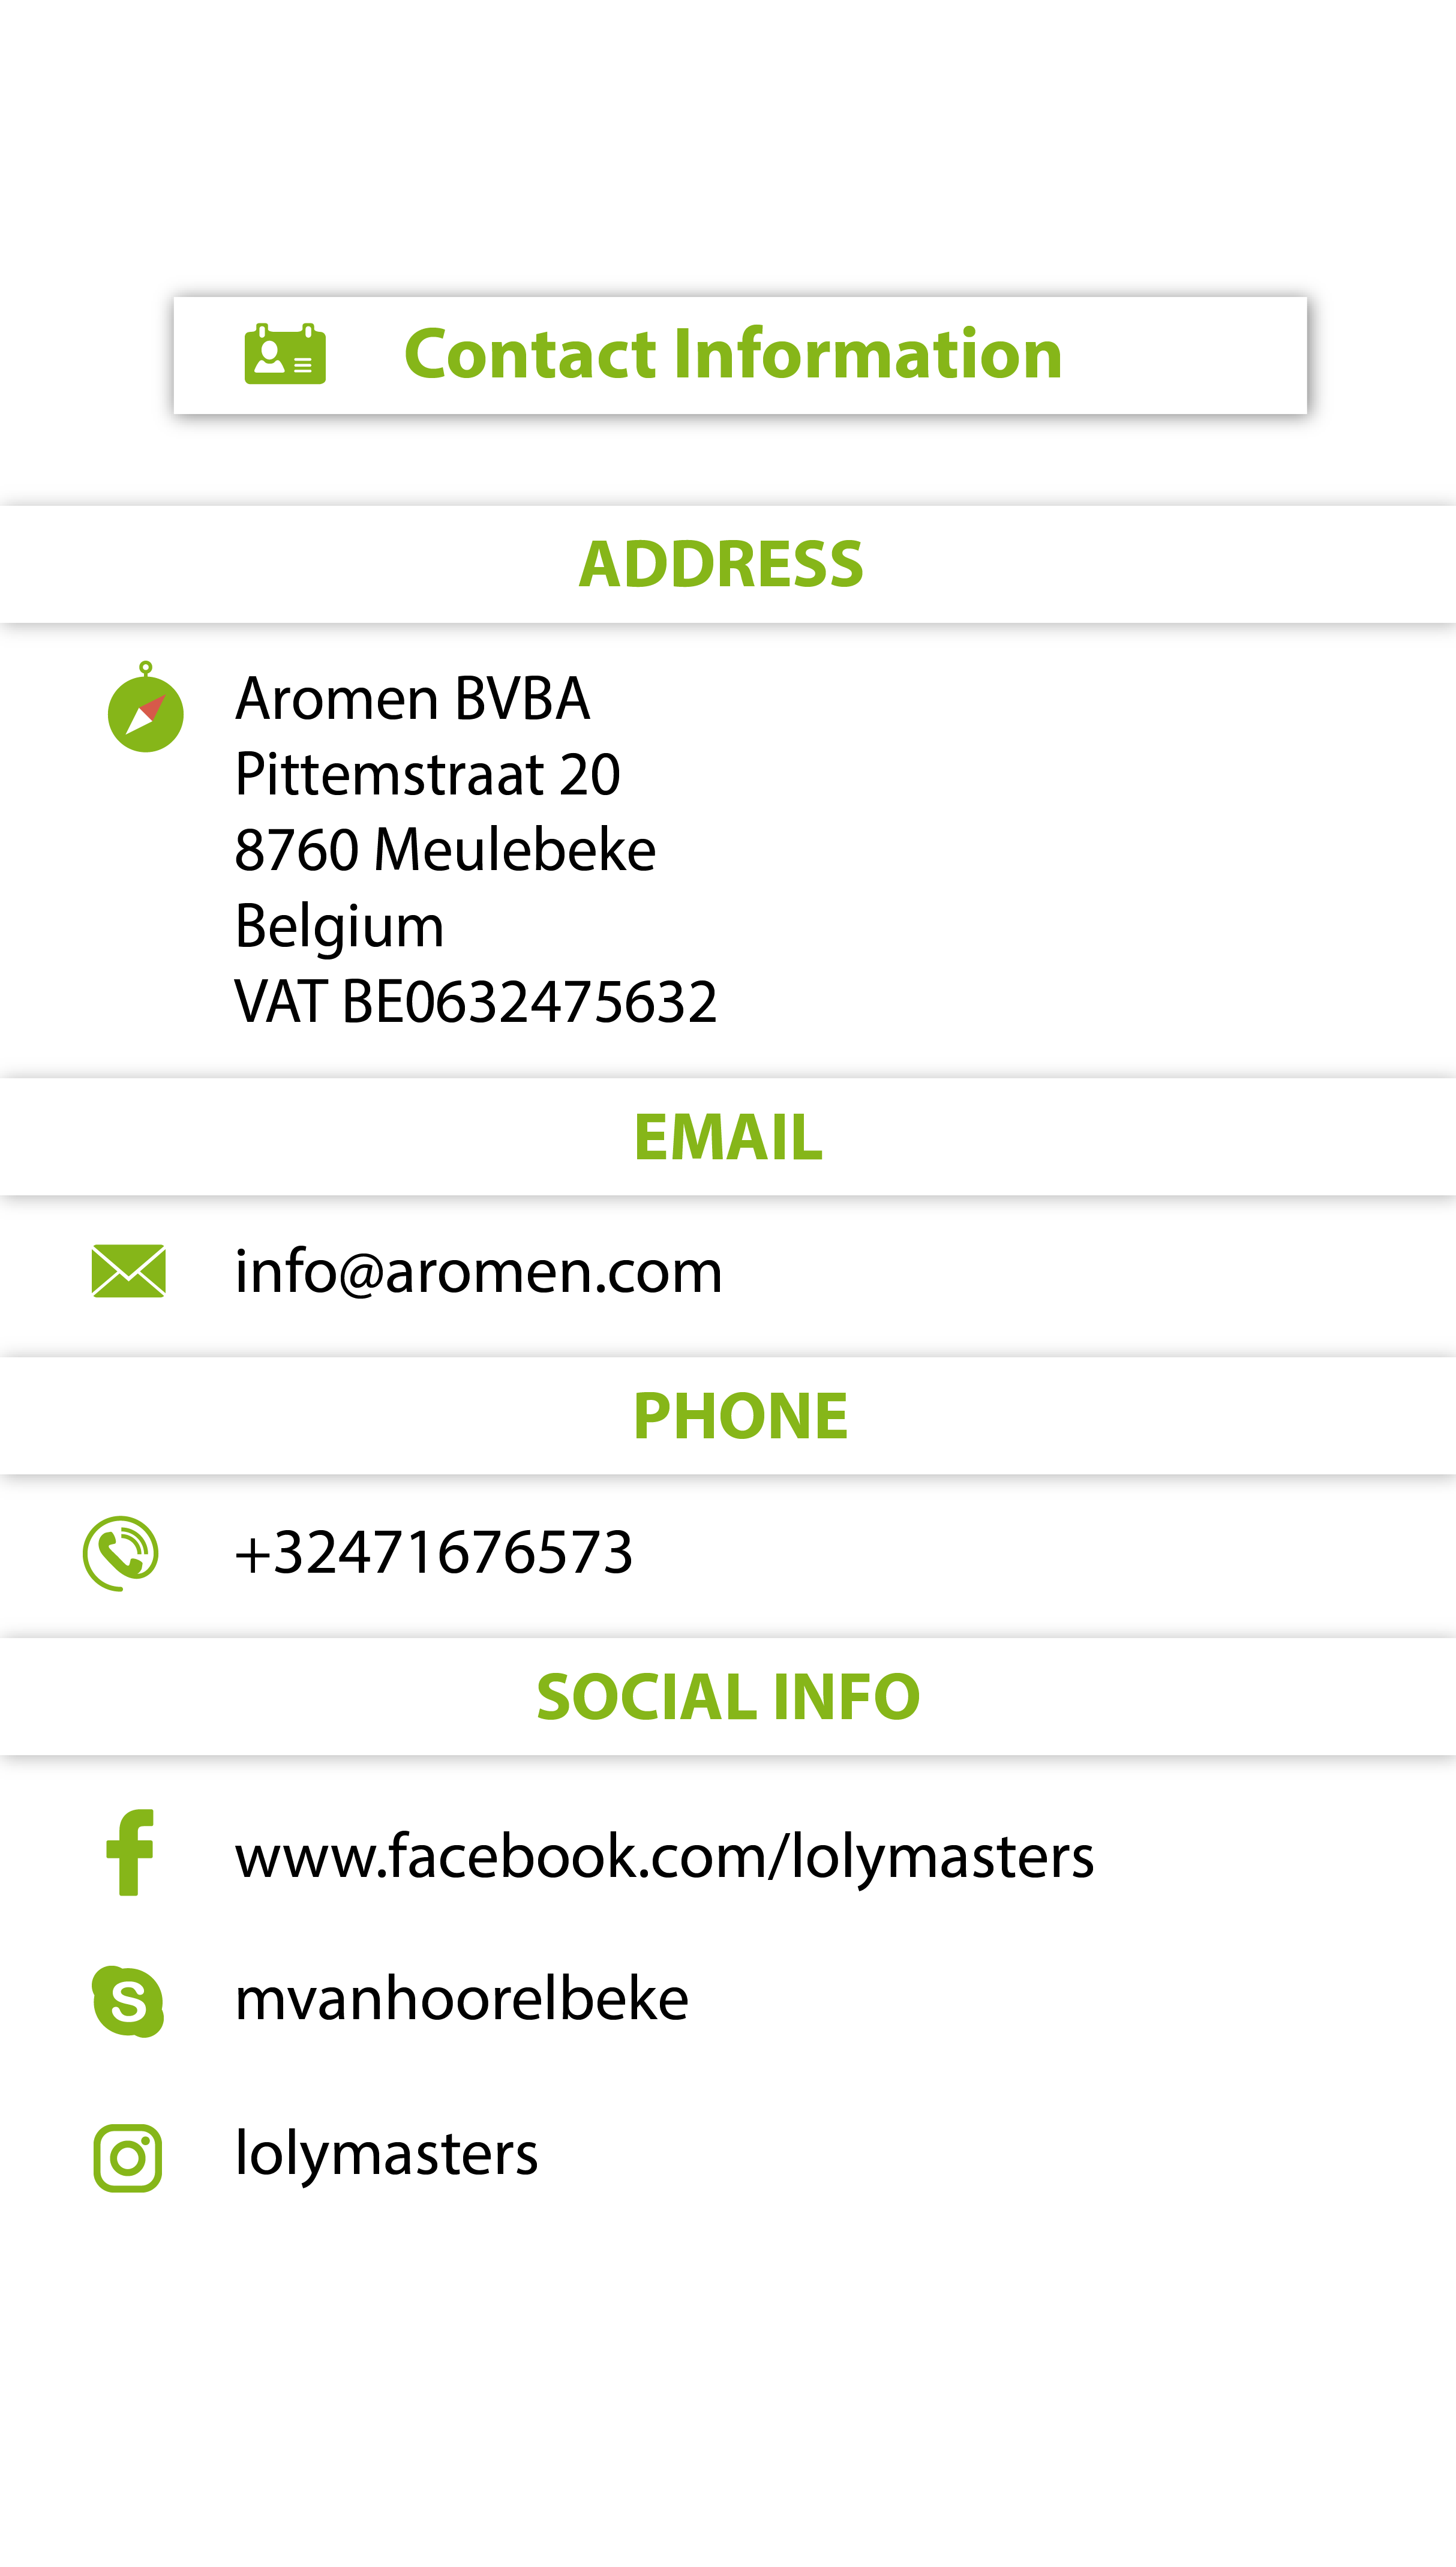 Contact Information
ADDRESS
Aromen BVBA
Pittemstraat 20
8760 Meulebeke
Belgium
VAT BE0632475632
EMAIL
info@aromen.com
PHONE
+32471676573
SOCIAL INFO
www.facebook.com/lolymasters
mvanhoorelbeke
lolymasters